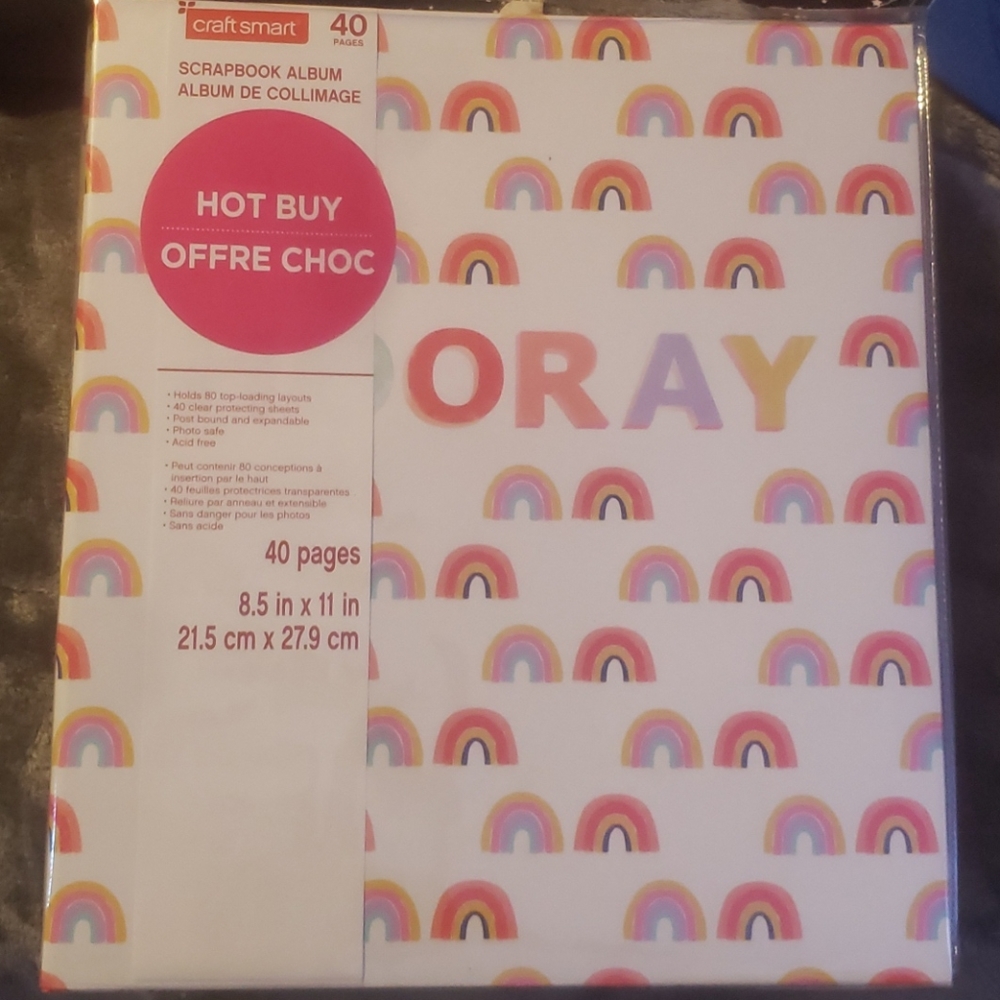 craft smart
40
PAGES
SCRAPBOOK ALBUM
ALBUM DE COLLIMAGE
HOT BUY
OFFRE CHOC
ORAY
• Holds 80 top-loading layouts
• 40 clear protecting sheets
• Post bound and expandable
• Photo safe
• Acid free
• Peut contenir 80 conceptions à
insertion par le haut
• 40 feuilles protectrices transparentes
• Reliure par anneau et extensible
• Sans danger pour les photos
• Sans acide
40 pages
8.5 in x 11 in
21.5 cm x 27.9 cm